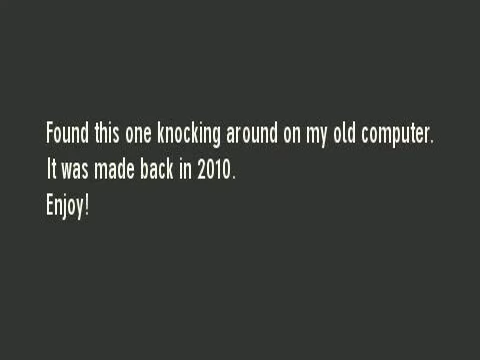 Found this one knocking around on my old computer.
It was made back in 2010.
Enjoy!